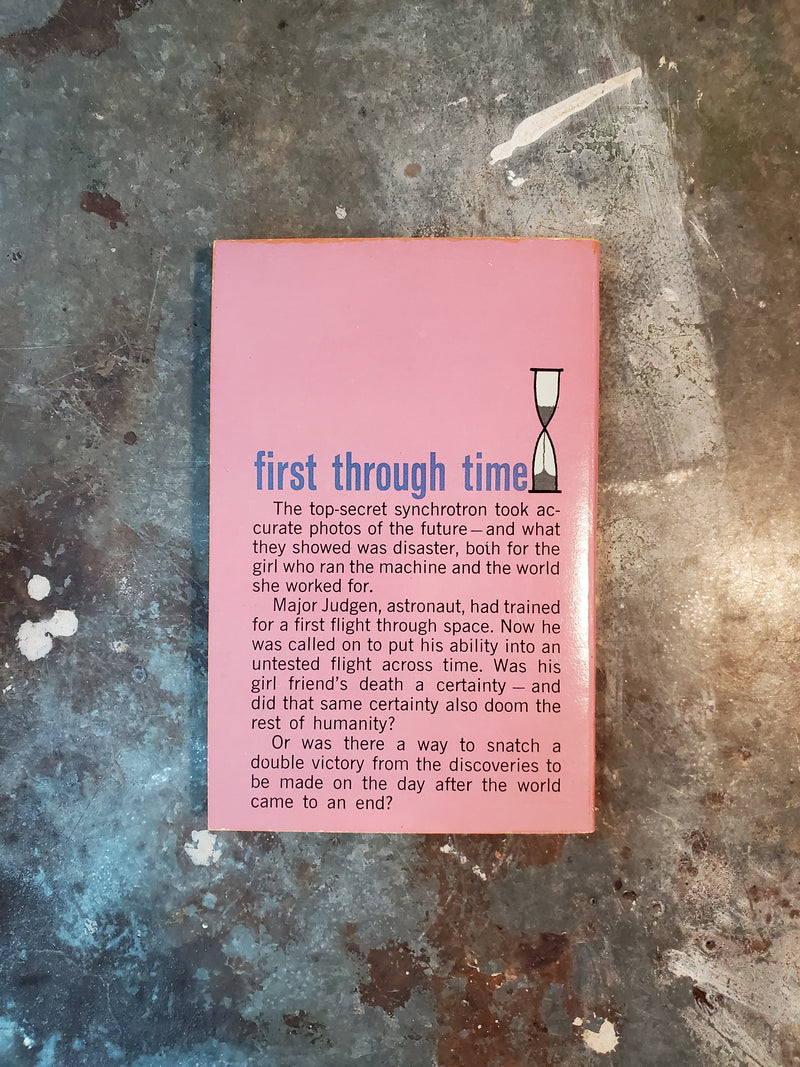 first through time
The top-secret synchrotron took ac-
curate photos of the future—and what
they showed was disaster, both for the
girl who ran the machine and the world
she worked for.
Major Judgen, astronaut, had trained
for a first flight through space. Now he
was called on to put his ability into an
untested flight across time. Was his
girl friend's death a certainty — and
did that same certainty also doom the
rest of humanity?
Or was there a way to snatch a
double victory from the discoveries to
be made on the day after the world
came to an end?